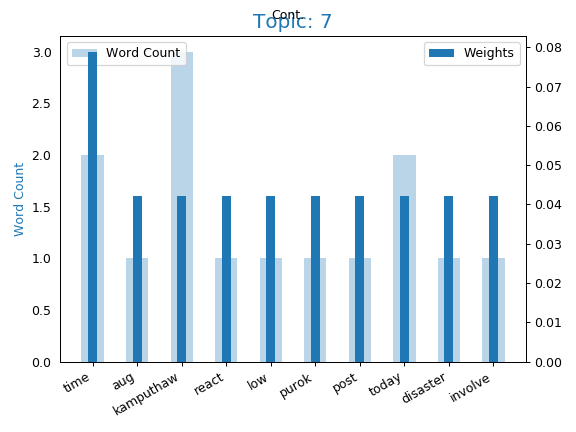 Cont.
Topic: 7
Word Count
Weights
3.0
2.5
2.0
1.5
1.0
0.5
0.0
Word Count
0.08
0.07
0.06
0.05
0.04
0.03
0.02
0.01
0.00
time
aug
kamputhaw
react
low
purok
post
today
disaster
involve